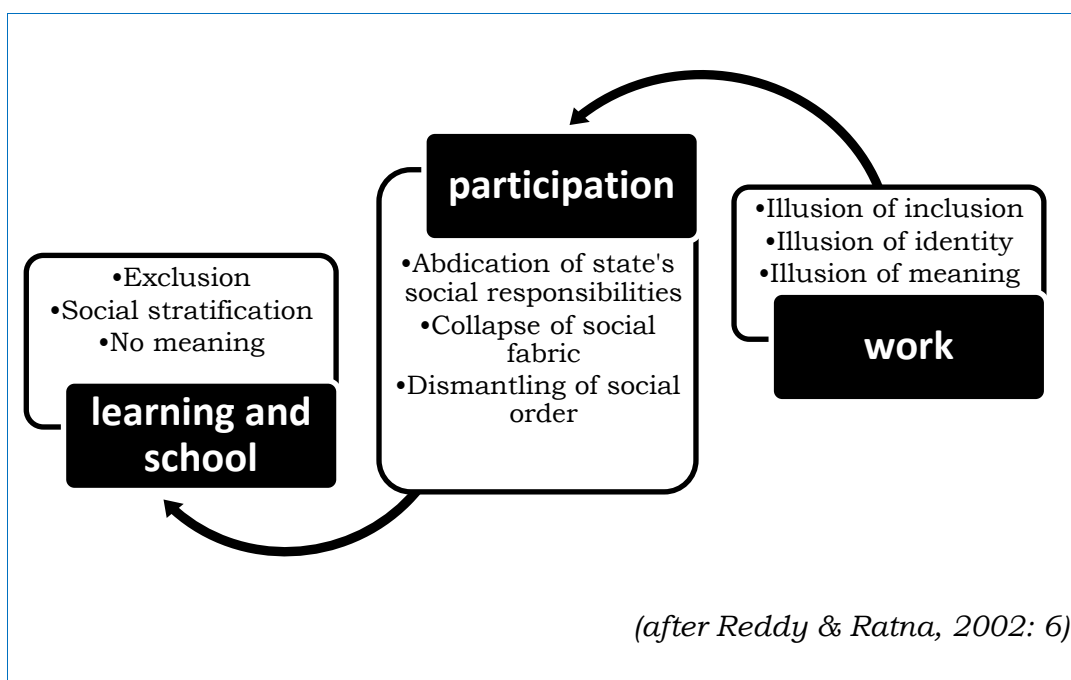 •Exclusion
•Social stratification
•No meaning
learning and
school
participation
•Abdication of state's
social responsibilities
•Collapse of social
fabric
•Dismantling of social
order
•Illusion of inclusion
•Illusion of identity
•Illusion of meaning
work
(after Reddy & Ratna, 2002: 6)